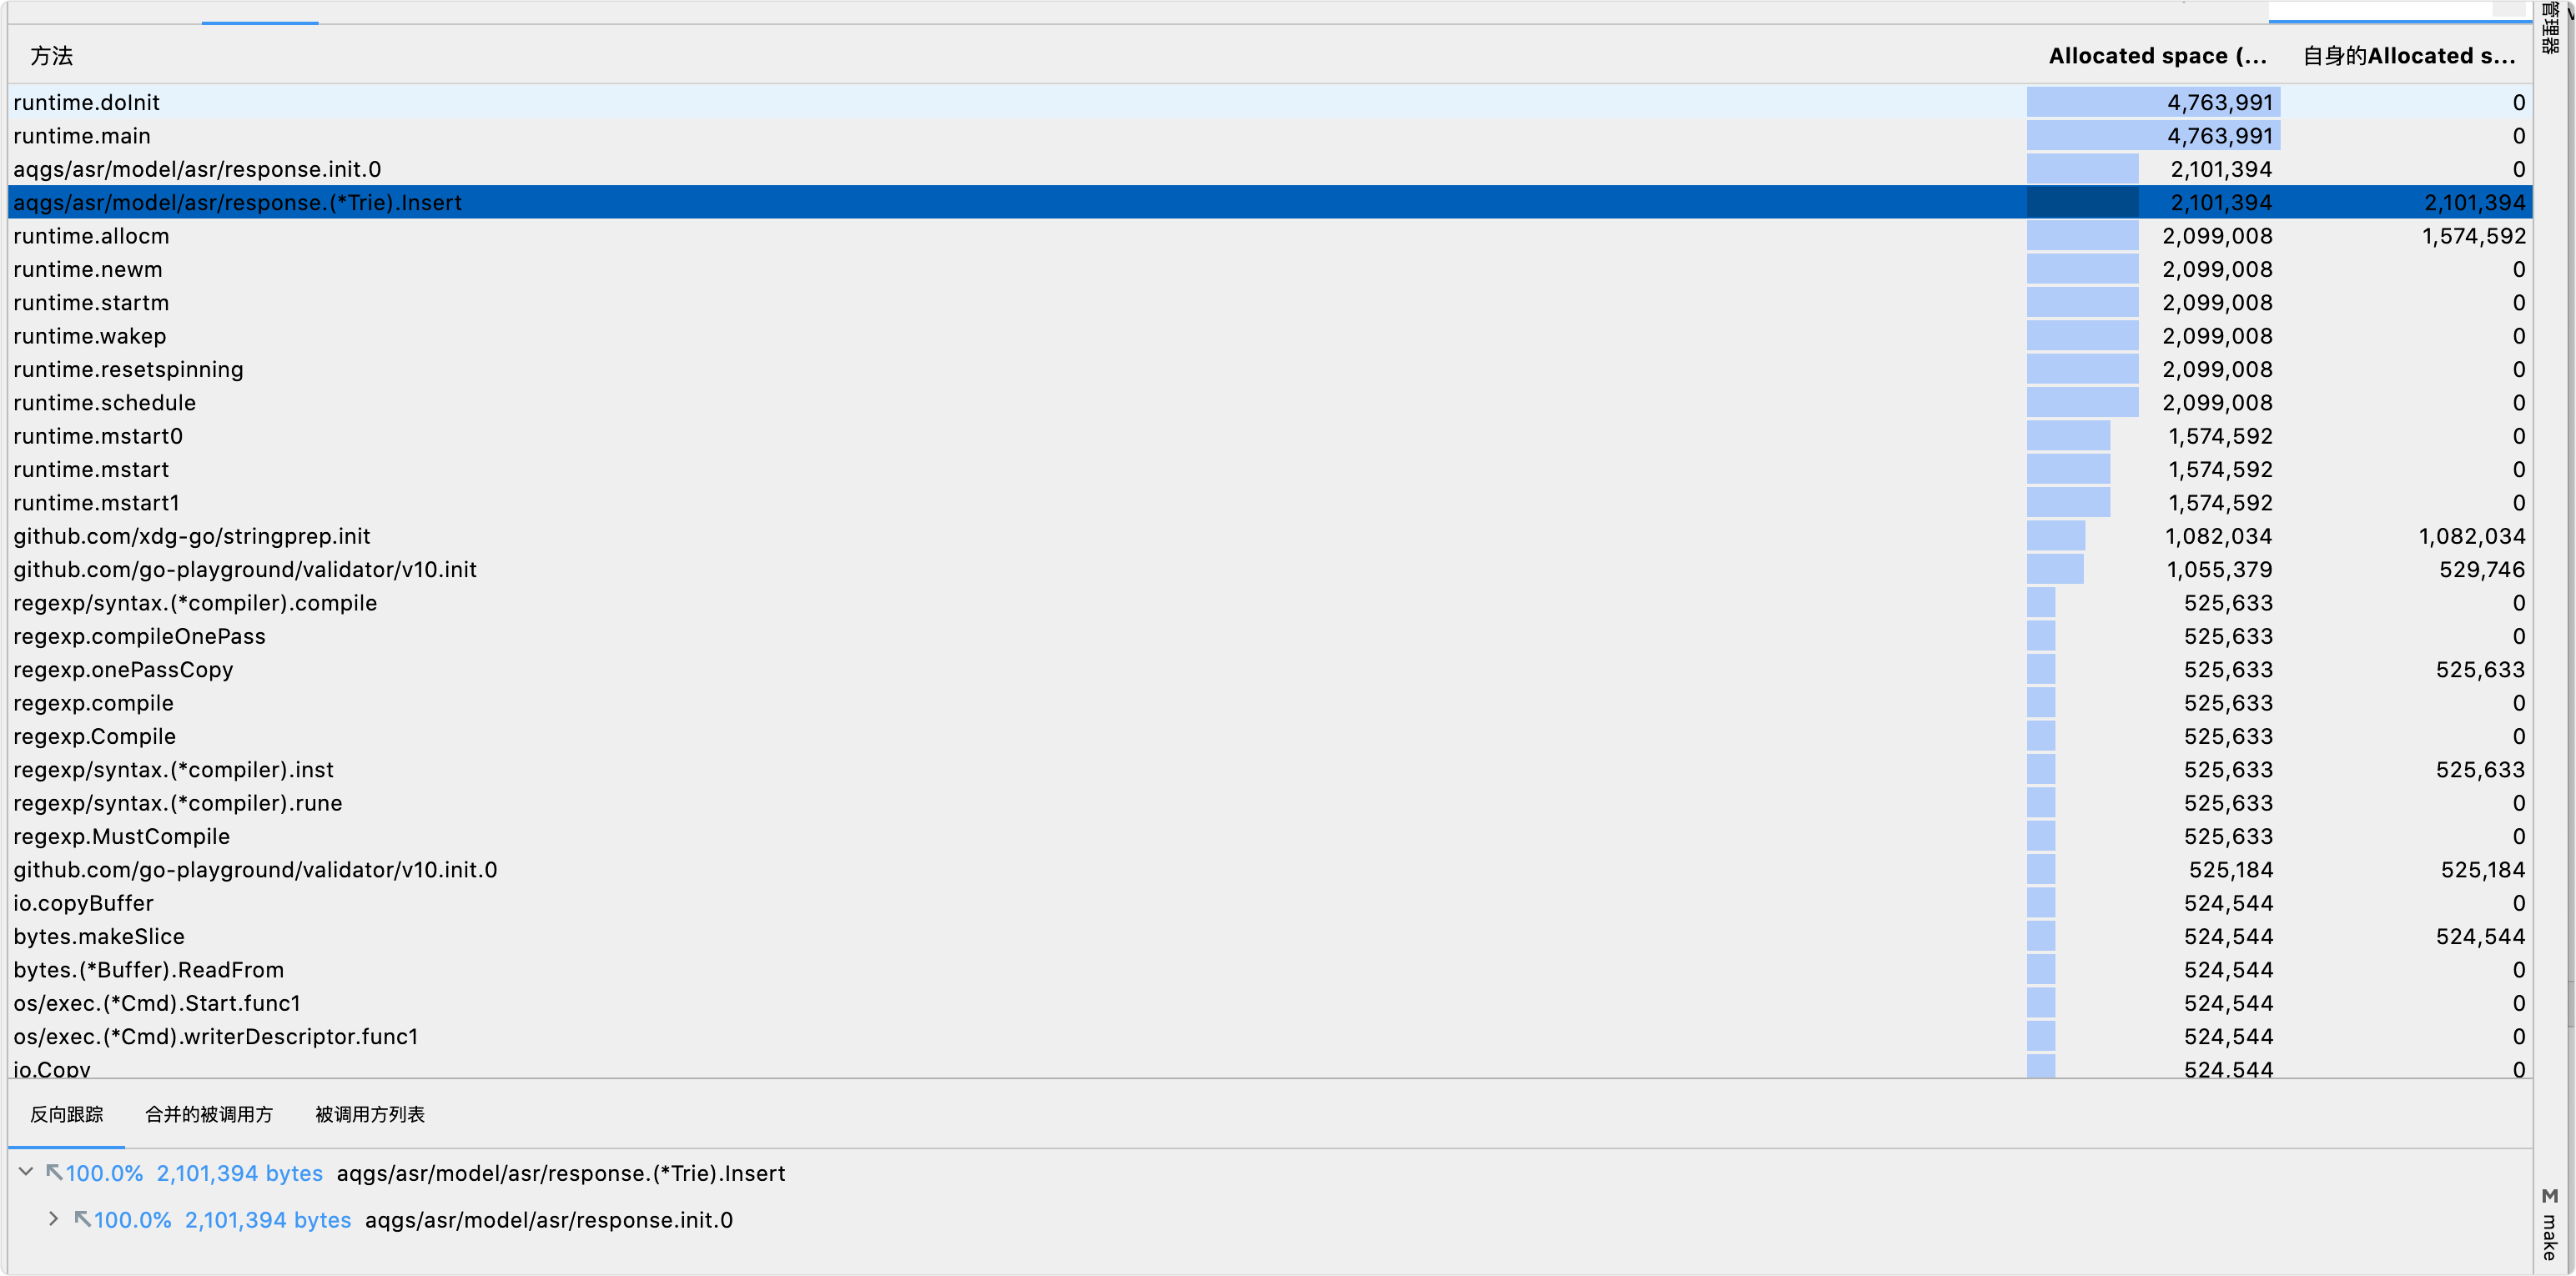 方法 Allocated space (... 自身的Allocated s...
runtime.doInit 4,763,991 0
runtime.main 4,763,991 0
aqgs/asr/model/asr/response.init.0 2,101,394 0
aqgs/asr/model/asr/response.(*Trie).Insert 2,101,394 2,101,394
runtime.allocm 2,099,008 1,574,592
runtime.newm 2,099,008 0
runtime.startm 2,099,008 0
runtime.wakep 2,099,008 0
runtime.resetspinning 2,099,008 0
runtime.schedule 2,099,008 0
runtime.mstart0 1,574,592 0
runtime.mstart 1,574,592 0
runtime.mstart1 1,574,592 0
github.com/xdg-go/stringprep.init 1,082,034 1,082,034
github.com/go-playground/validator/v10.init 1,055,379 529,746
regexp/syntax.(*compiler).compile 525,633 0
regexp.compileOnePass 525,633 0
regexp.onePassCopy 525,633 525,633
regexp.compile 525,633 0
regexp.Compile 525,633 0
regexp/syntax.(*compiler).inst 525,633 525,633
regexp/syntax.(*compiler).rune 525,633 0
regexp.MustCompile 525,633 0
github.com/go-playground/validator/v10.init.0 525,184 525,184
io.copyBuffer 524,544 0
bytes.makeSlice 524,544 524,544
bytes.(*Buffer).ReadFrom 524,544 0
os/exec.(*Cmd).Start.func1 524,544 0
os/exec.(*Cmd).writerDescriptor.func1 524,544 0
io.Copy 524,544 0
反向跟踪 合并的被调用方 被调用方列表
100.0% 2,101,394 bytes aqgs/asr/model/asr/response.(*Trie).Insert
100.0% 2,101,394 bytes aqgs/asr/model/asr/response.init.0
管理器
M make